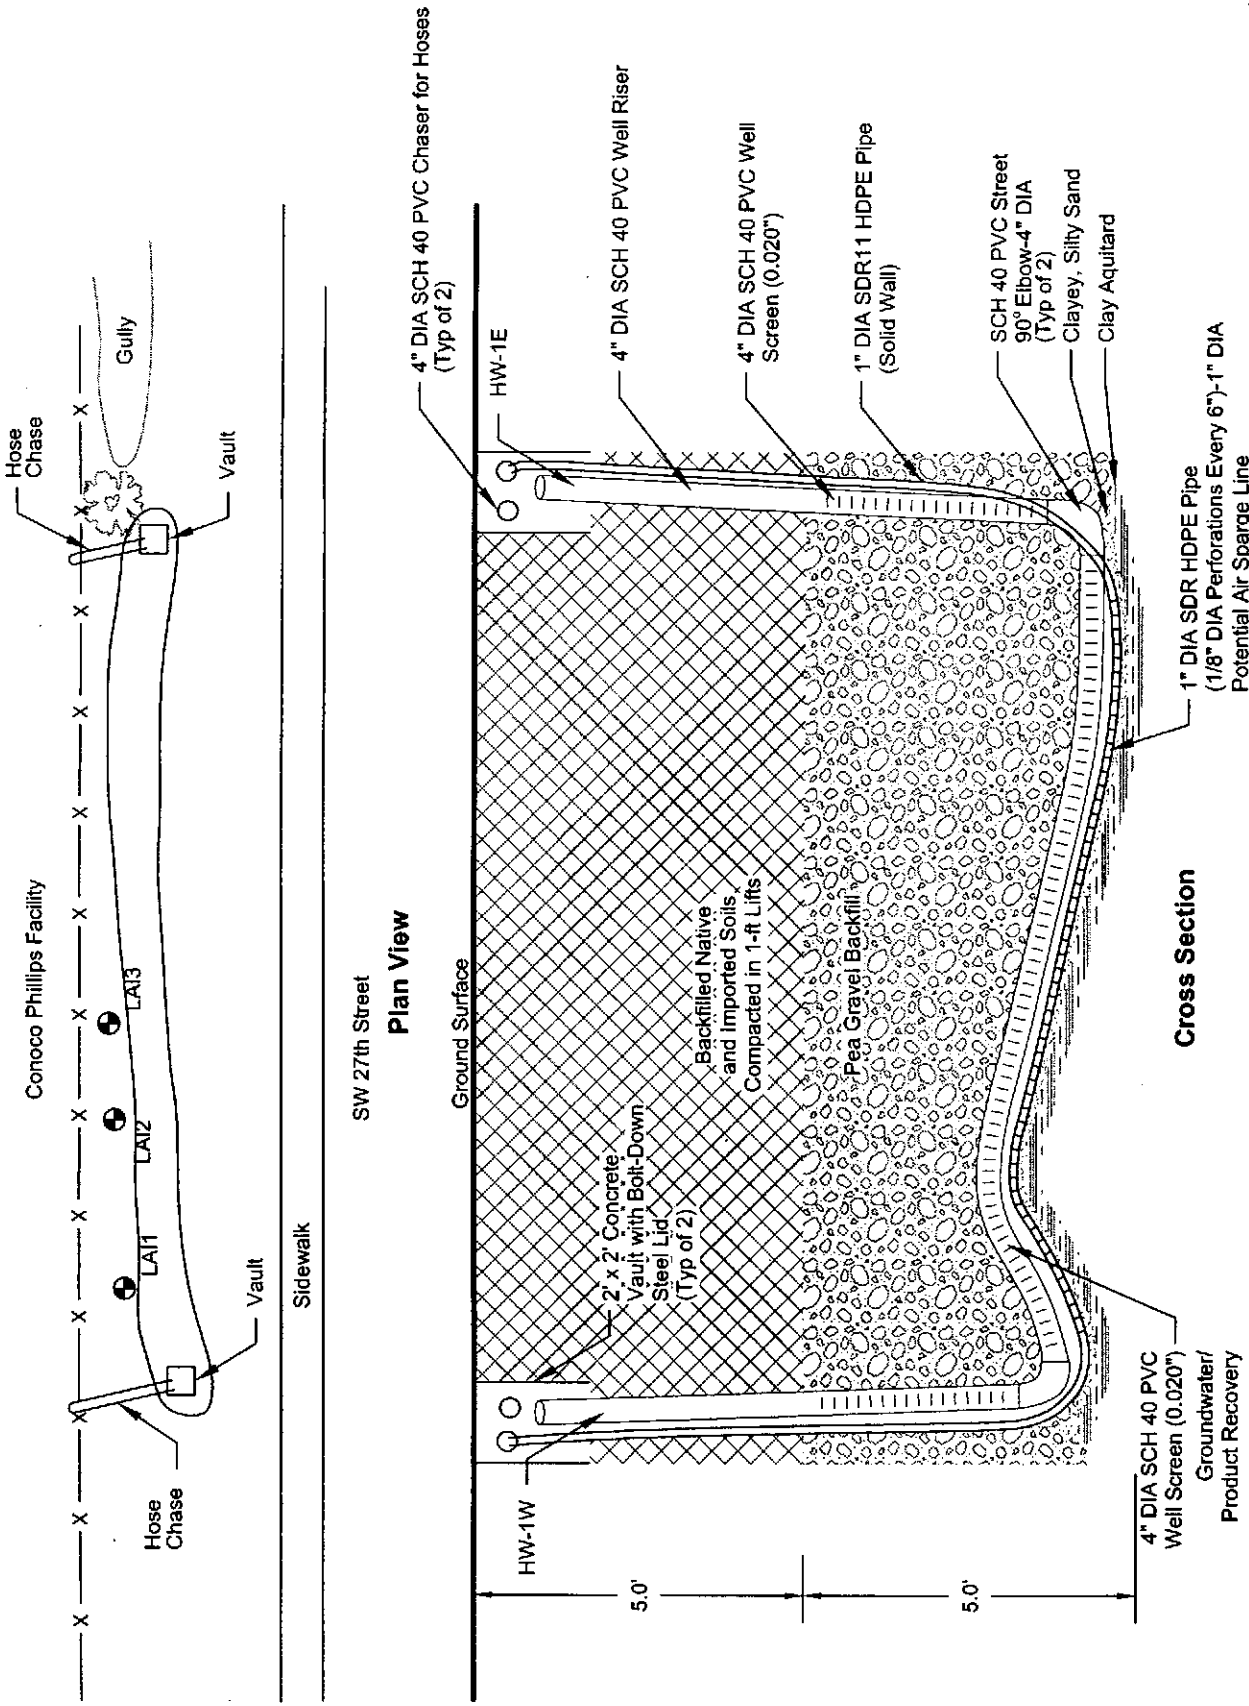 Conoco Phillips Facility
Hose
Chase
Gully
Vault
LAI1
LAI2
LAI3
Hose
Chase
Vault
Sidewalk
SW 27th Street
Plan View
Ground Surface
4" DIA SCH 40 PVC Chaser for Hoses
(Typ of 2)
HW-1E
4" DIA SCH 40 PVC Well Riser
4" DIA SCH 40 PVC Well
Screen (0.020")
1" DIA SDR11 HDPE Pipe
(Solid Wall)
SCH 40 PVC Street
90° Elbow-4" DIA
(Typ of 2)
Clayey, Silty Sand
Clay Aquitard
1" DIA SDR HDPE Pipe
(1/8" DIA Perforations Every 6")-1" DIA
Potential Air Sparge Line
2' x 2' Concrete
Vault with Bolt-Down
Steel Lid
(Typ of 2)
Backfilled Native
and Imported Soils
Compacted in 1-ft Lifts
Pea Gravel Backfill
HW-1W
5.0'
5.0'
4" DIA SCH 40 PVC
Well Screen (0.020")
Groundwater/
Product Recovery
Cross Section